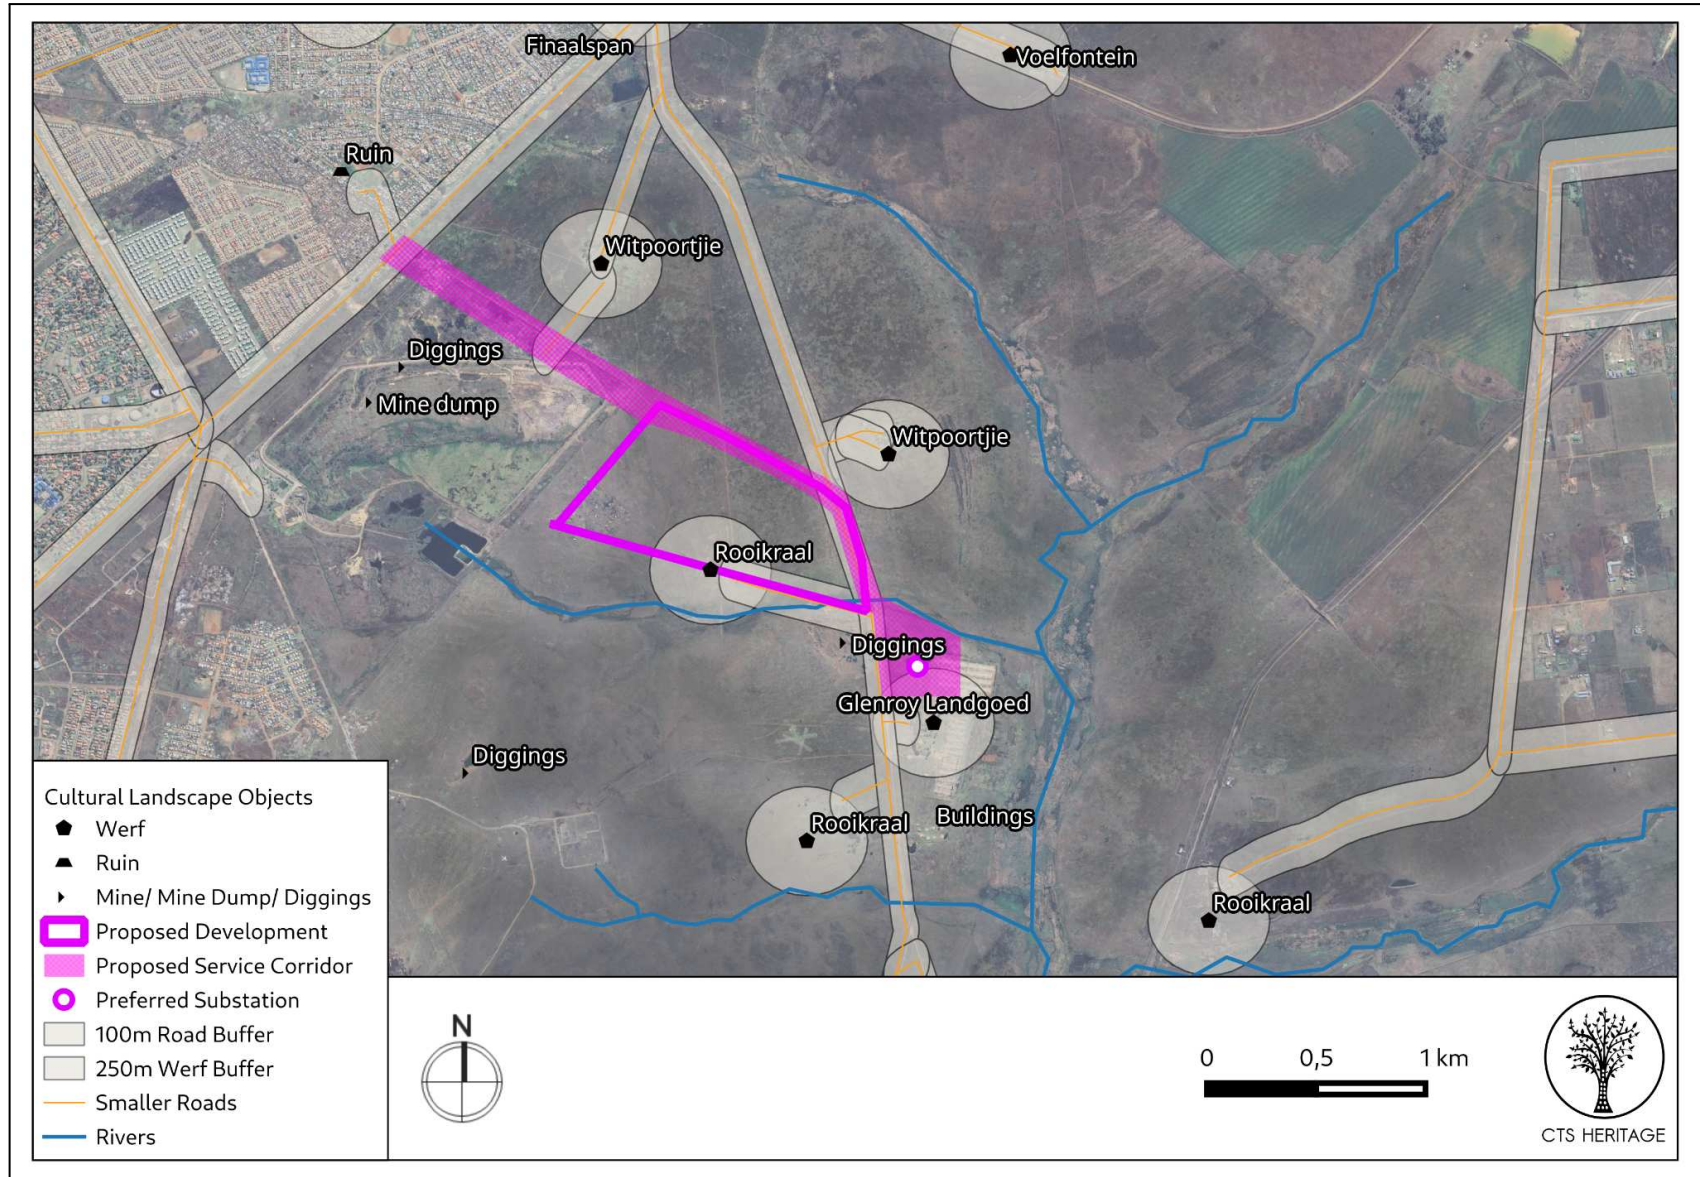 Finaalspan
Voelfontein
Ruin
Witpoortjie
Diggings
Mine dump
Witpoortjie
Rooikraal
Diggings
Glenroy Landgoed
Diggings
Rooikraal
Buildings
Rooikraal
Cultural Landscape Objects
Werf
Ruin
Mine/ Mine Dump/ Diggings
Proposed Development
Proposed Service Corridor
Preferred Substation
100m Road Buffer
250m Werf Buffer
Smaller Roads
Rivers
N
0 0,5 1 km
CTS HERITAGE